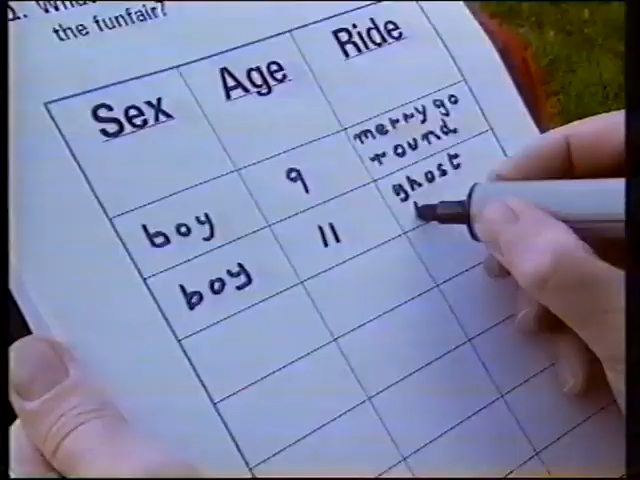 the funfair?
Sex Age Ride
boy 9 merry go
round
boy 11 ghost